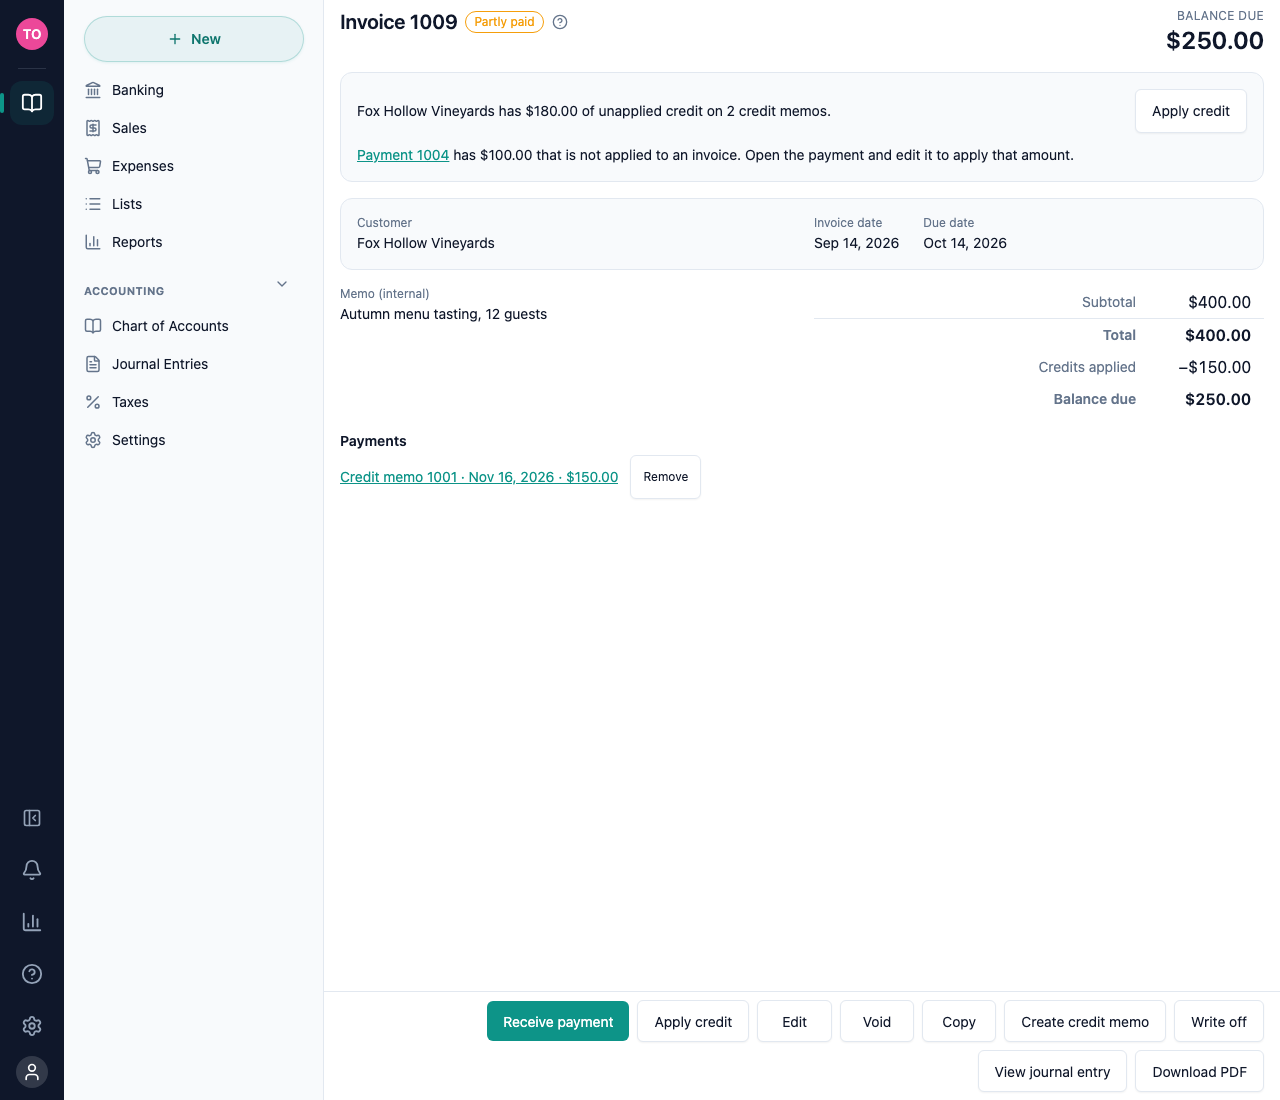 TO
New
Banking
Sales
Expenses
Lists
Reports
ACCOUNTING
Chart of Accounts
Journal Entries
Taxes
Settings
Invoice 1009 Partly paid
BALANCE DUE
$250.00
Fox Hollow Vineyards has $180.00 of unapplied credit on 2 credit memos.
Apply credit
Payment 1004 has $100.00 that is not applied to an invoice. Open the payment and edit it to apply that amount.
Customer
Fox Hollow Vineyards
Invoice date
Sep 14, 2026
Due date
Oct 14, 2026
Memo (internal)
Autumn menu tasting, 12 guests
Subtotal $400.00
Total $400.00
Credits applied –$150.00
Balance due $250.00
Payments
Credit memo 1001 · Nov 16, 2026 · $150.00 Remove
Receive payment Apply credit Edit Void Copy Create credit memo Write off
View journal entry Download PDF